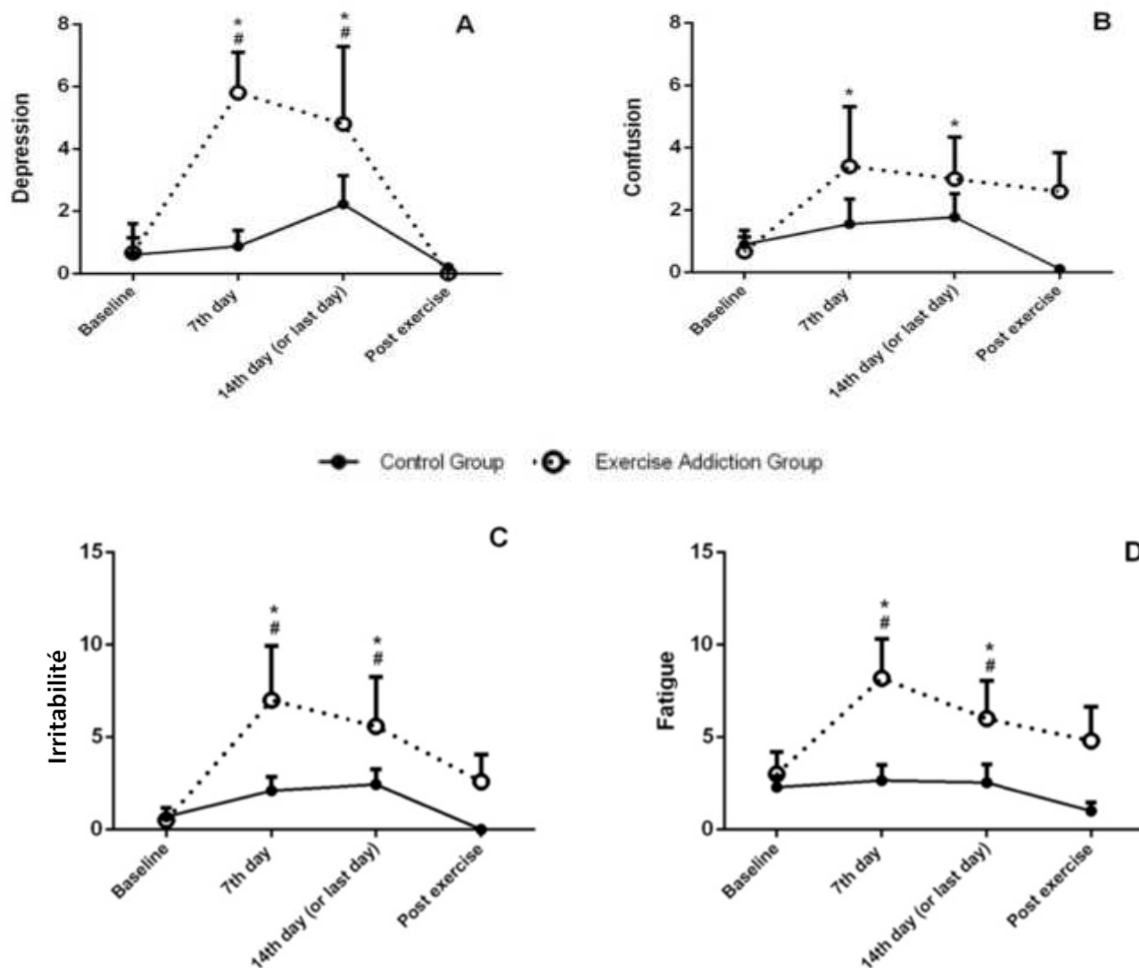 A
8
6
4
2
0
Depression
*
#
*
#
Baseline
7th day
14th day (or last day)
Post exercise
B
8
6
4
2
0
Confusion
*
*
Baseline
7th day
14th day (or last day)
Post exercise
Control Group
Exercise Addiction Group
C
15
10
5
0
Irritabilité
*
#
*
#
Baseline
7th day
14th day (or last day)
Post exercise
D
15
10
5
0
Fatigue
*
#
*
#
Baseline
7th day
14th day (or last day)
Post exercise